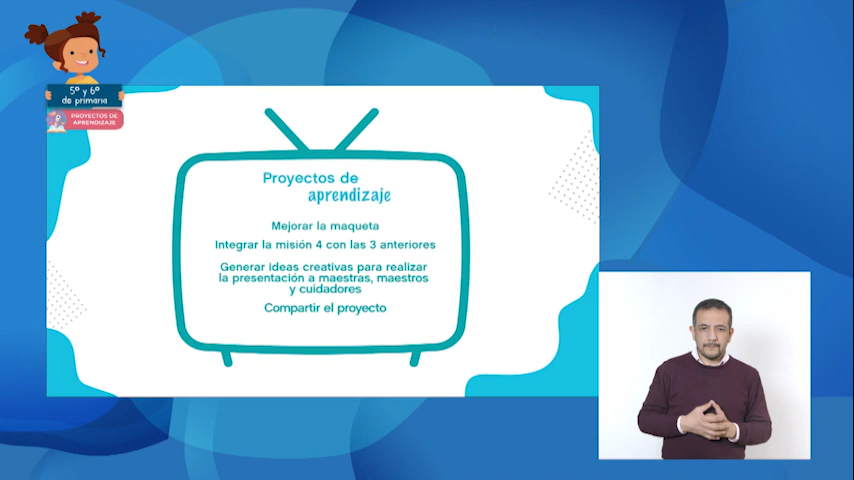 5º y 6º
de primaria
PROYECTOS DE
APRENDIZAJE
Proyectos de
aprendizaje
Mejorar la maqueta
Integrar la misión 4 con las 3 anteriores
Generar ideas creativas para realizar
la presentación a maestras, maestros
y cuidadores
Compartir el proyecto